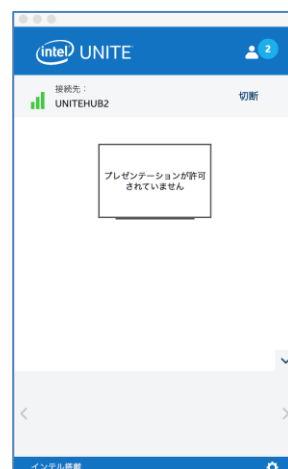 intel UNITE
2
接続先：
UNITEHUB2
切断
プレゼンテーションが許可
されていません
インテル搭載